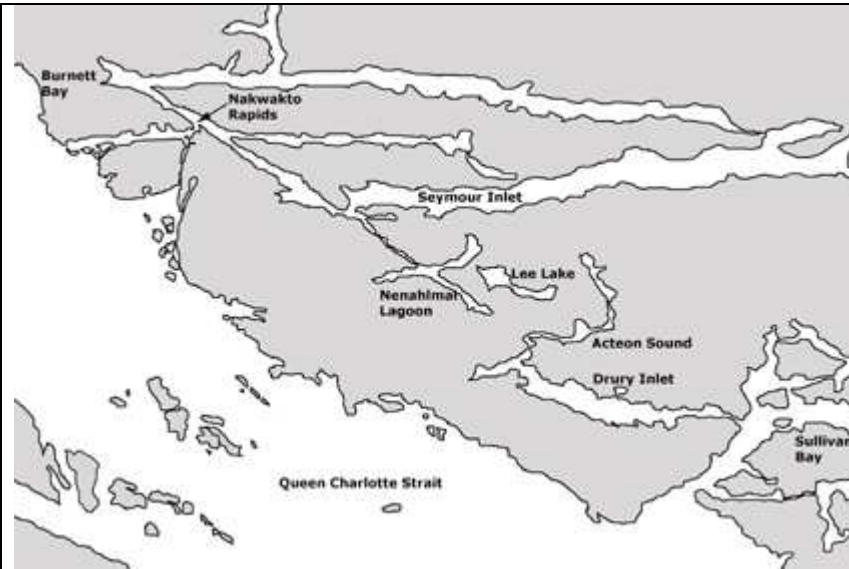 Burnett
Bay
Nakwakto
Rapids
Seymour Inlet
Lee Lake
Nenahlmai
Lagoon
Acteon Sound
Drury Inlet
Sullivan
Bay
Queen Charlotte Strait